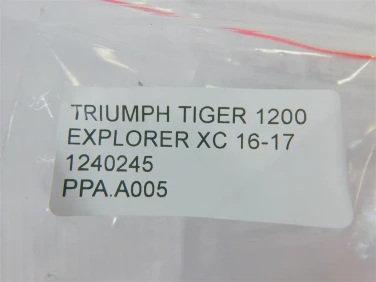 TRIUMPH TIGER 1200
EXPLORER XC 16-17
1240245
PPA.A005